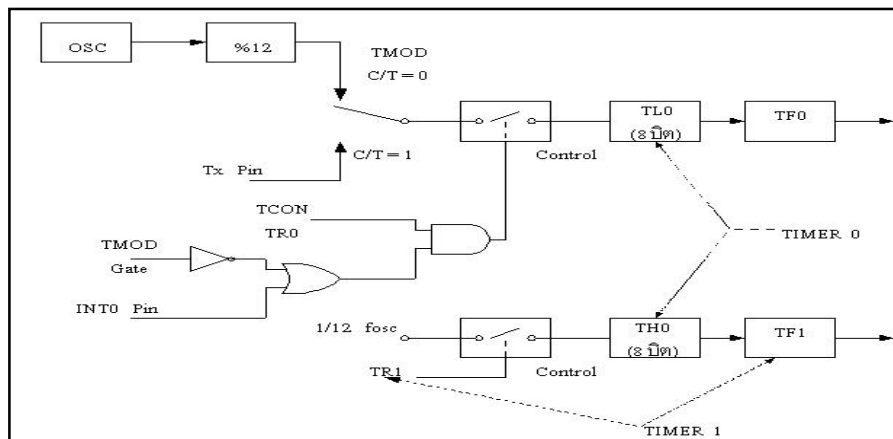 OSC
%12
TMOD
C/T = 0
TL0
(8 บิต)
TF0
C/T = 1
Control
Tx Pin
TCON
TR0
TIMER 0
TMOD
Gate
INT0 Pin
1/12 fosc
TH0
(8 บิต)
TF1
TR1
Control
TIMER 1